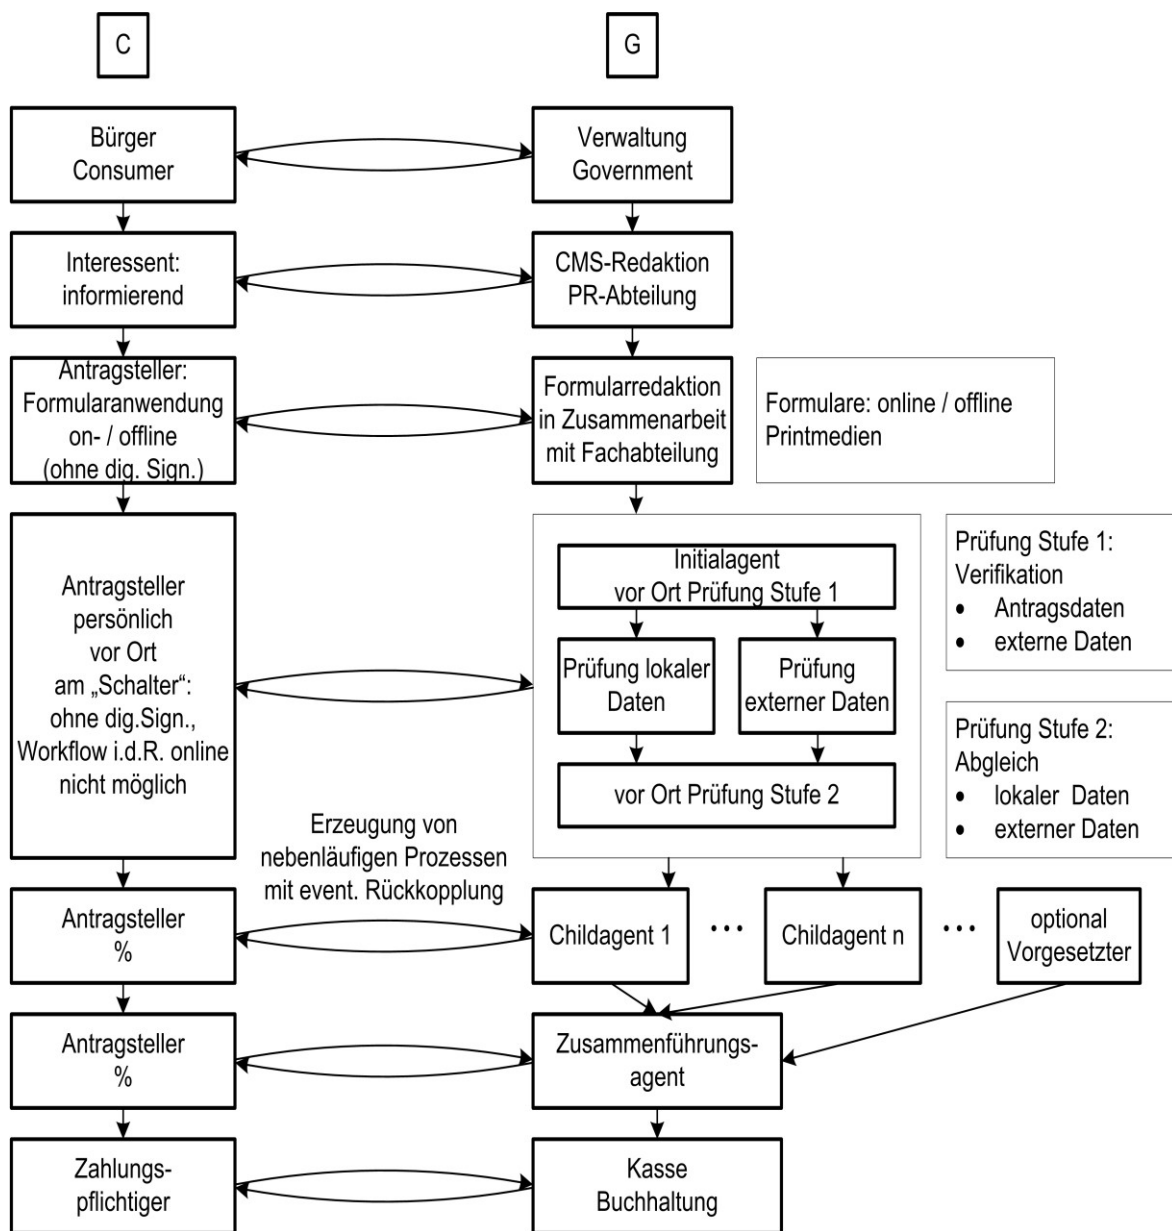 C
G
Bürger
Consumer
Verwaltung
Government
Interessent:
informierend
CMS-Redaktion
PR-Abteilung
Antragsteller:
Formularanwendung
on- / offline
(ohne dig. Sign.)
Formularredaktion
in Zusammenarbeit
mit Fachabteilung
Formulare: online / offline
Printmedien
Antragsteller
persönlich
vor Ort
am „Schalter“:
ohne dig.Sign.,
Workflow i.d.R. online
nicht möglich
Initialagent
vor Ort Prüfung Stufe 1
Prüfung lokaler
Daten
Prüfung
externer Daten
vor Ort Prüfung Stufe 2
Prüfung Stufe 1:
Verifikation
• Antragsdaten
• externe Daten
Prüfung Stufe 2:
Abgleich
• lokaler Daten
• externer Daten
Erzeugung von
nebenläufigen Prozessen
mit event. Rückkopplung
Antragsteller
%
Childagent 1
•••
Childagent n
•••
optional
Vorgesetzter
Antragsteller
%
Zusammenführungs-
agent
Zahlungs-
pflichtiger
Kasse
Buchhaltung